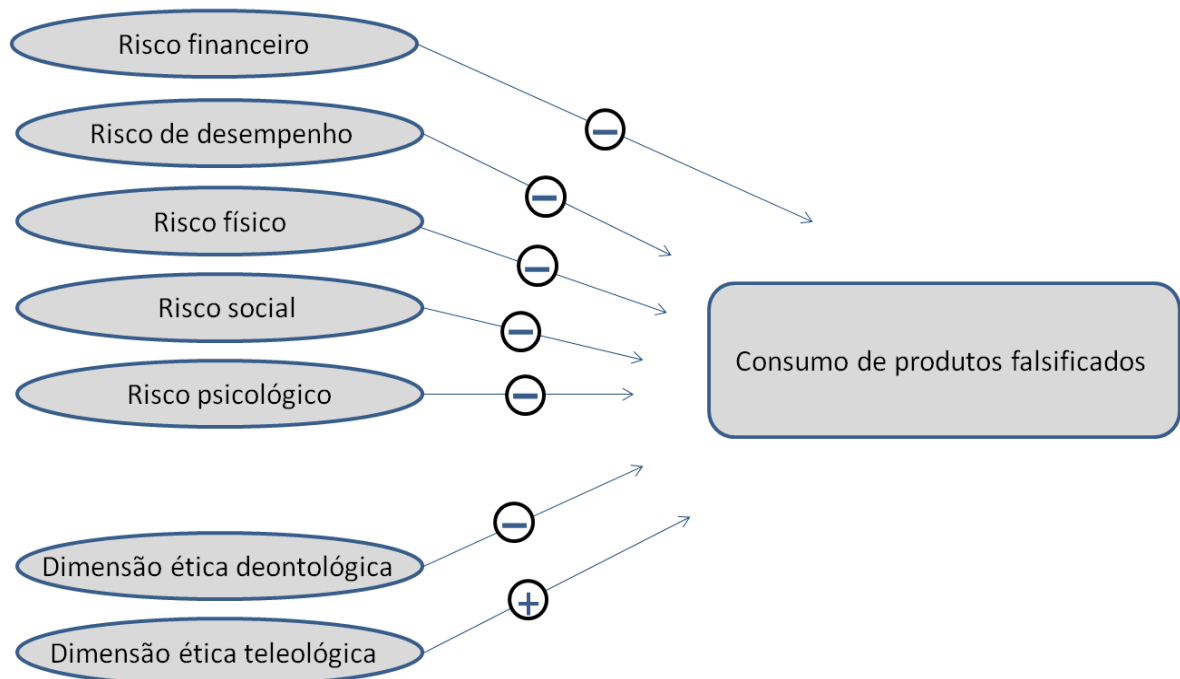 Risco financeiro
−
Risco de desempenho
−
Risco físico
−
Risco social
−
Risco psicológico
−
Consumo de produtos falsificados
Dimensão ética deontológica
−
Dimensão ética teleológica
+